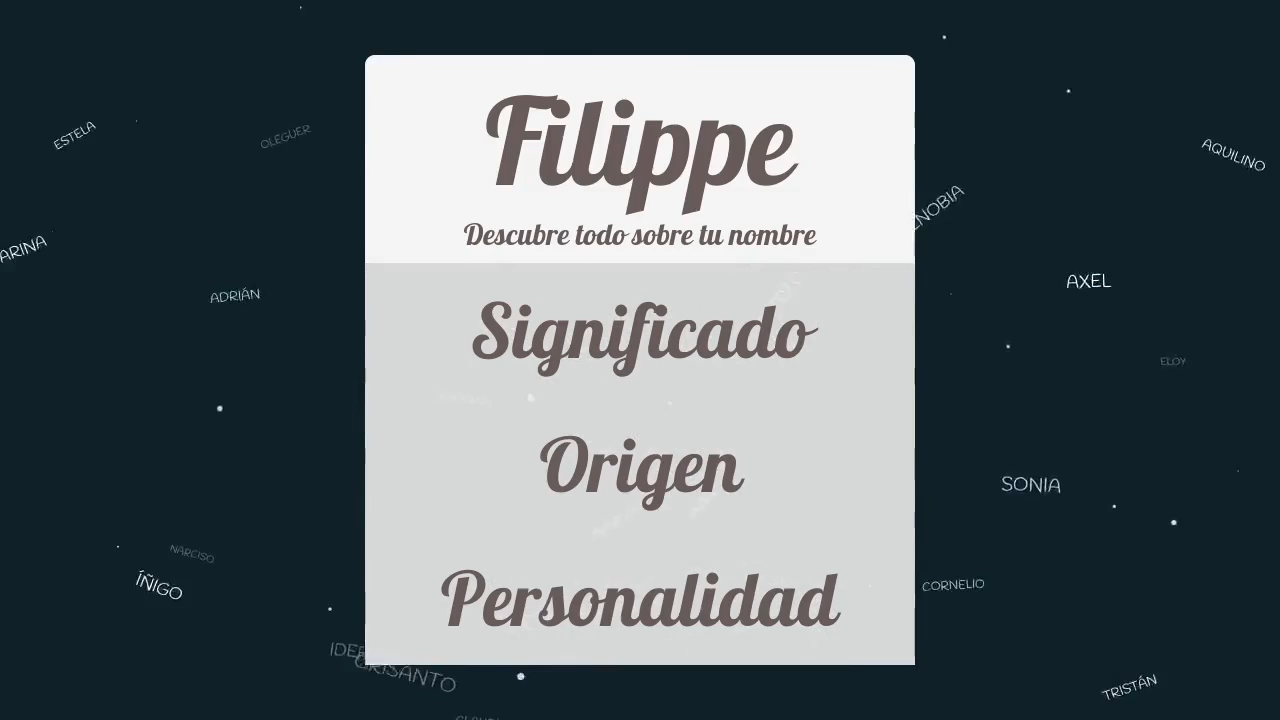 Filippe
Descubre todo sobre tu nombre
Significado
Origen
Personalidad
ESTELA
OLEGUER
AQUILINO
ADRIÁN
AXEL
ELOY
SONIA
NARCISO
ÍÑIGO
CORNELIO
CRISANTO
TRISTÁN